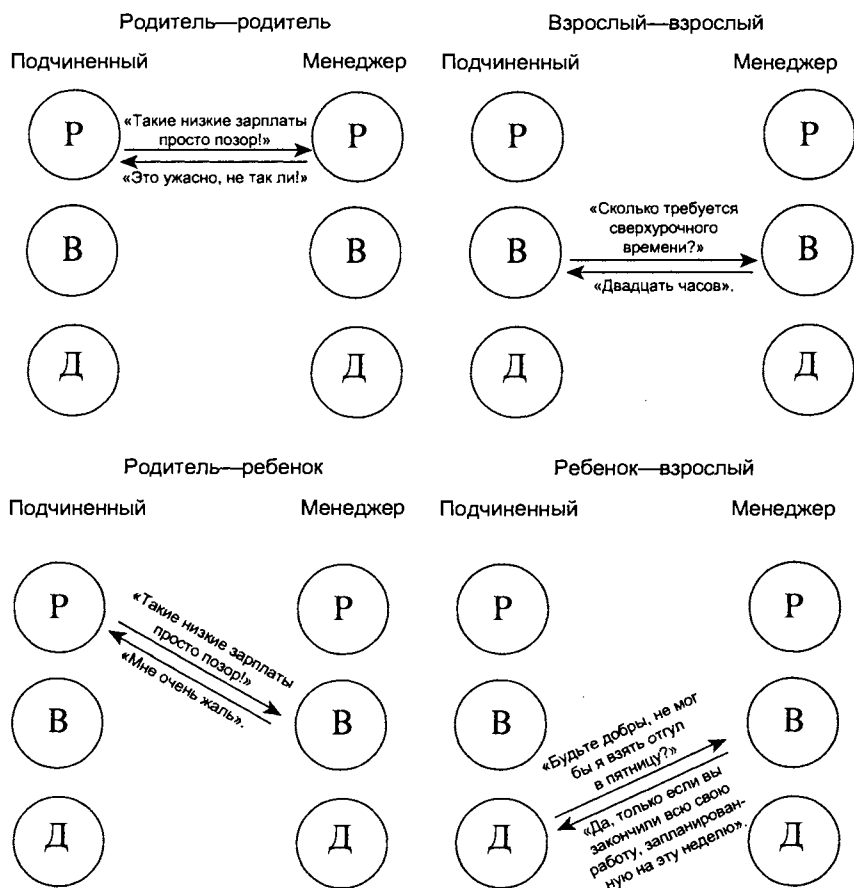 Родитель—родитель
Подчиненный Менеджер
Р
«Такие низкие зарплаты
просто позор!»
«Это ужасно, не так ли!»
Р
В
В
Д
Д
Взрослый—взрослый
Подчиненный Менеджер
Р
Р
В
«Сколько требуется
сверхурочного
времени?»
«Двадцать часов».
В
Д
Д
Родитель—ребенок
Подчиненный Менеджер
Р
«Такие низкие зарплаты
просто позор!»
«Мне очень жаль».
Р
В
В
Д
Д
Ребенок—взрослый
Подчиненный Менеджер
Р
Р
В
В
«Будьте добры, не мог
бы я взять отгул
в пятницу?»
«Да, только если вы
закончили всю свою
работу, запланирован-
ную на эту неделю».
Д
Д